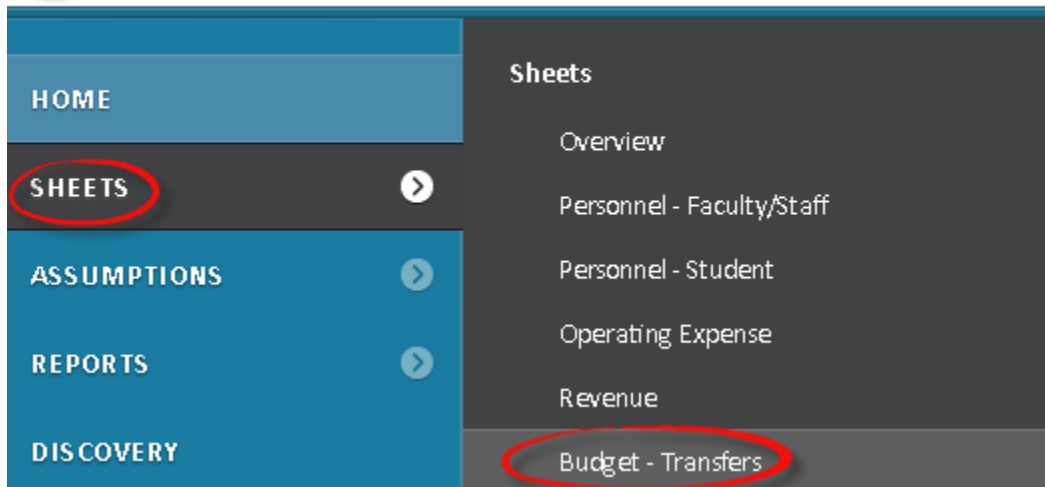 HOME
SHEETS
ASSUMPTIONS
REPORTS
DISCOVERY
Sheets
Overview
Personnel - Faculty/Staff
Personnel - Student
Operating Expense
Revenue
Budget - Transfers